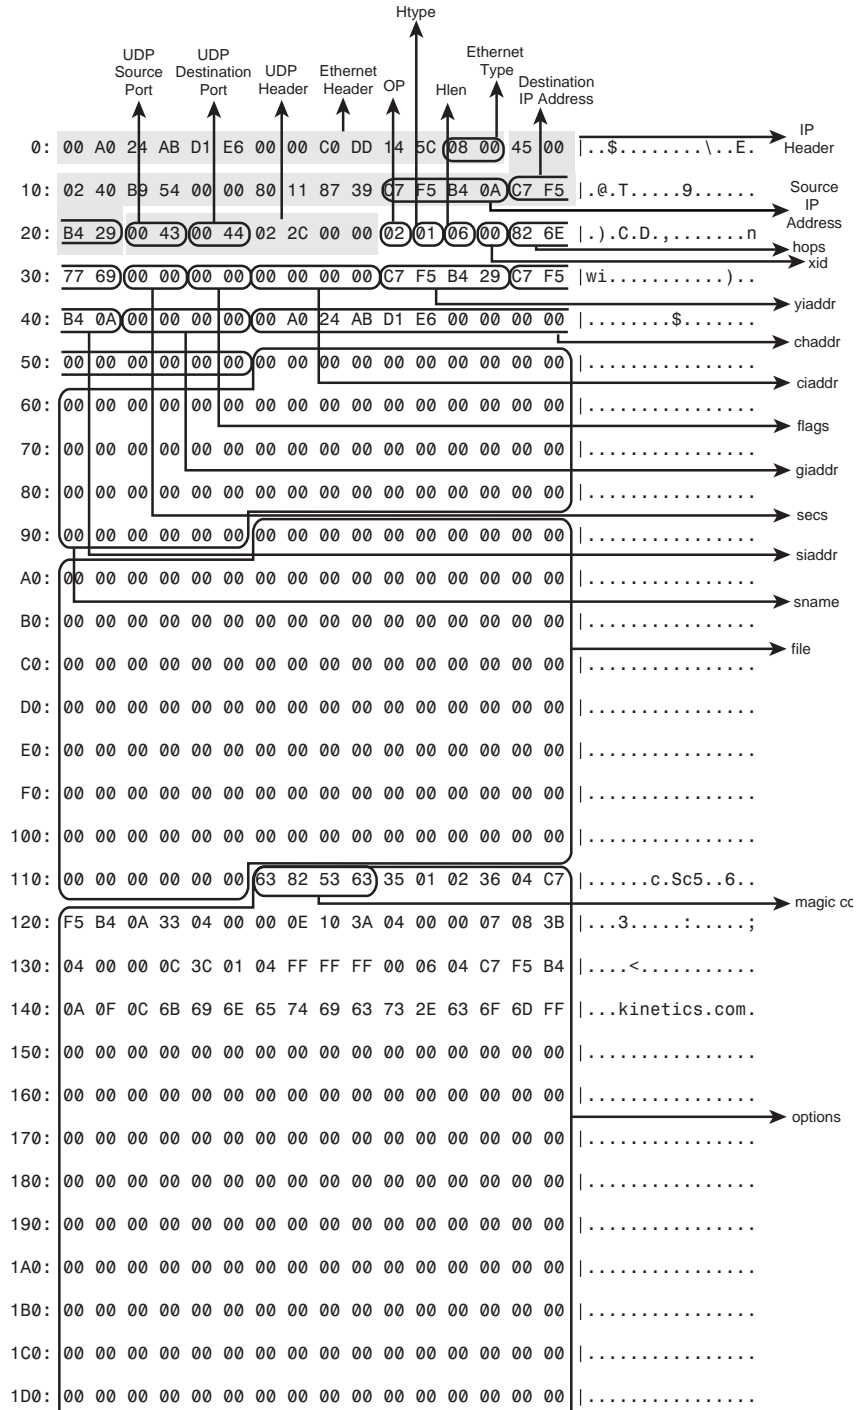 Htype
UDP
Source
Port
UDP
Destination
Port
UDP
Header
Ethernet
Header
OP
Hlen
Ethernet
Type
Destination
IP Address
0: 00 A0 24 AB D1 E6 00 00 C0 DD 14 5C 08 00 45 00 |..$........\..E.
IP
Header
10: 02 40 B9 54 00 00 80 11 87 39 C7 F5 B4 0A C7 F5 |.@.T.....9......
Source
IP
Address
20: B4 29 00 43 00 44 02 2C 00 00 02 01 06 00 82 6E |.).C.D.,.......n
hops
xid
30: 77 69 00 00 00 00 00 00 00 00 C7 F5 B4 29 C7 F5 |wi...........)..
yiaddr
40: B4 0A 00 00 00 00 00 A0 24 AB D1 E6 00 00 00 00 |........$.......
chaddr
50: 00 00 00 00 00 00 00 00 00 00 00 00 00 00 00 00 |................
ciaddr
60: 00 00 00 00 00 00 00 00 00 00 00 00 00 00 00 00 |................
flags
70: 00 00 00 00 00 00 00 00 00 00 00 00 00 00 00 00 |................
giaddr
80: 00 00 00 00 00 00 00 00 00 00 00 00 00 00 00 00 |................
secs
90: 00 00 00 00 00 00 00 00 00 00 00 00 00 00 00 00 |................
siaddr
A0: 00 00 00 00 00 00 00 00 00 00 00 00 00 00 00 00 |................
sname
B0: 00 00 00 00 00 00 00 00 00 00 00 00 00 00 00 00 |................
file
C0: 00 00 00 00 00 00 00 00 00 00 00 00 00 00 00 00 |................
D0: 00 00 00 00 00 00 00 00 00 00 00 00 00 00 00 00 |................
E0: 00 00 00 00 00 00 00 00 00 00 00 00 00 00 00 00 |................
F0: 00 00 00 00 00 00 00 00 00 00 00 00 00 00 00 00 |................
100: 00 00 00 00 00 00 00 00 00 00 00 00 00 00 00 00 |................
110: 00 00 00 00 00 00 63 82 53 63 35 01 02 36 04 C7 |......c.Sc5..6..
magic co
120: F5 B4 0A 33 04 00 00 0E 10 3A 04 00 00 07 08 3B |...3.....:.....;
130: 04 00 00 0C 3C 01 04 FF FF FF 00 06 04 C7 F5 B4 |....<...........
140: 0A 0F 0C 6B 69 6E 65 74 69 63 73 2E 63 6F 6D FF |...kinetics.com.
150: 00 00 00 00 00 00 00 00 00 00 00 00 00 00 00 00 |................
160: 00 00 00 00 00 00 00 00 00 00 00 00 00 00 00 00 |................
options
170: 00 00 00 00 00 00 00 00 00 00 00 00 00 00 00 00 |................
180: 00 00 00 00 00 00 00 00 00 00 00 00 00 00 00 00 |................
190: 00 00 00 00 00 00 00 00 00 00 00 00 00 00 00 00 |................
1A0: 00 00 00 00 00 00 00 00 00 00 00 00 00 00 00 00 |................
1B0: 00 00 00 00 00 00 00 00 00 00 00 00 00 00 00 00 |................
1C0: 00 00 00 00 00 00 00 00 00 00 00 00 00 00 00 00 |................
1D0: 00 00 00 00 00 00 00 00 00 00 00 00 00 00 00 00 |................